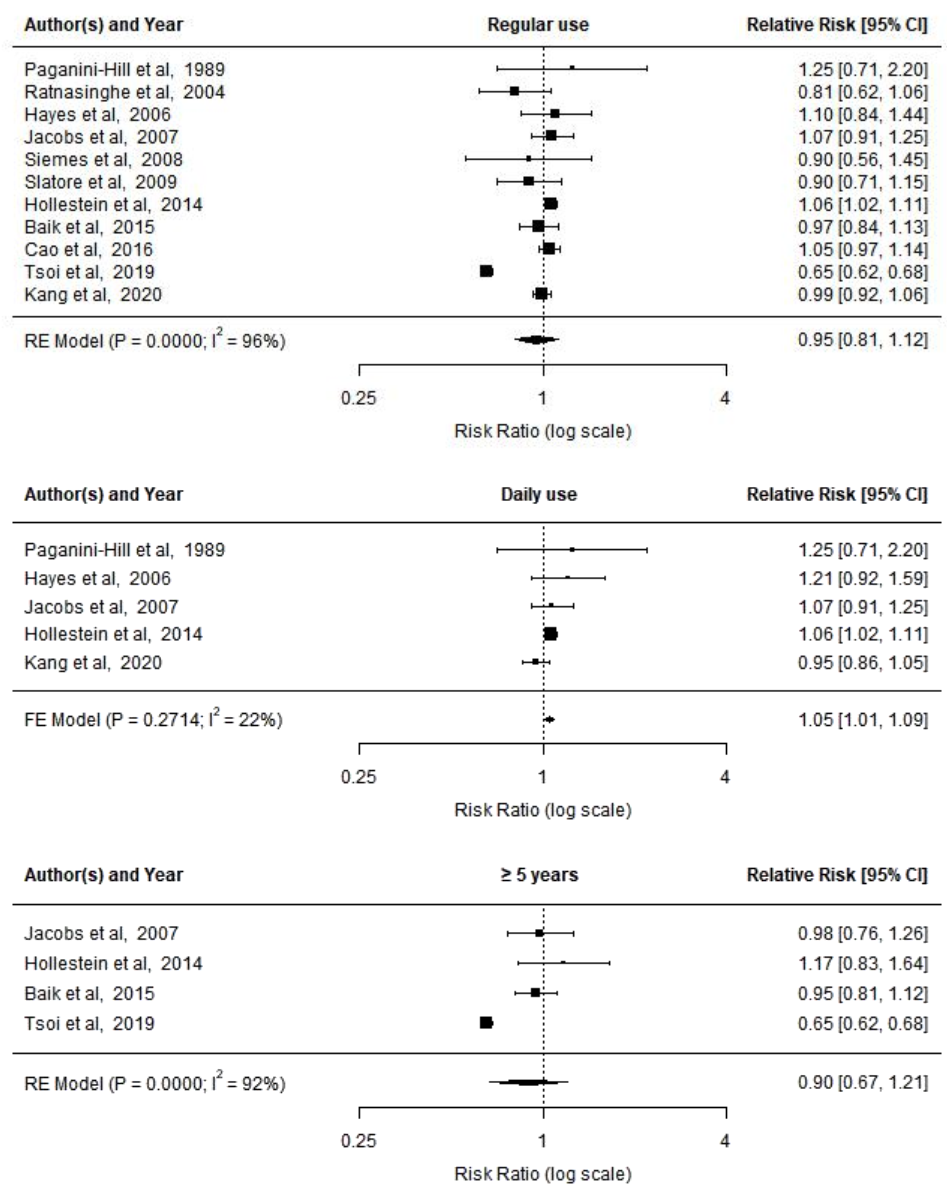 Author(s) and Year Regular use Relative Risk [95% CI]
Paganini-Hill et al, 1989 1.25 [0.71, 2.20]
Ratnasinghe et al, 2004 0.81 [0.62, 1.06]
Hayes et al, 2006 1.10 [0.84, 1.44]
Jacobs et al, 2007 1.07 [0.91, 1.25]
Siemes et al, 2008 0.90 [0.56, 1.45]
Slatore et al, 2009 0.90 [0.71, 1.15]
Hollestein et al, 2014 1.06 [1.02, 1.11]
Baik et al, 2015 0.97 [0.84, 1.13]
Cao et al, 2016 1.05 [0.97, 1.14]
Tsoi et al, 2019 0.65 [0.62, 0.68]
Kang et al, 2020 0.99 [0.92, 1.06]
RE Model (P = 0.0000; I² = 96%) 0.95 [0.81, 1.12]
0.25 1 4
Risk Ratio (log scale)
Author(s) and Year Daily use Relative Risk [95% CI]
Paganini-Hill et al, 1989 1.25 [0.71, 2.20]
Hayes et al, 2006 1.21 [0.92, 1.59]
Jacobs et al, 2007 1.07 [0.91, 1.25]
Hollestein et al, 2014 1.06 [1.02, 1.11]
Kang et al, 2020 0.95 [0.86, 1.05]
FE Model (P = 0.2714; I² = 22%) 1.05 [1.01, 1.09]
0.25 1 4
Risk Ratio (log scale)
Author(s) and Year ≥ 5 years Relative Risk [95% CI]
Jacobs et al, 2007 0.98 [0.76, 1.26]
Hollestein et al, 2014 1.17 [0.83, 1.64]
Baik et al, 2015 0.95 [0.81, 1.12]
Tsoi et al, 2019 0.65 [0.62, 0.68]
RE Model (P = 0.0000; I² = 92%) 0.90 [0.67, 1.21]
0.25 1 4
Risk Ratio (log scale)